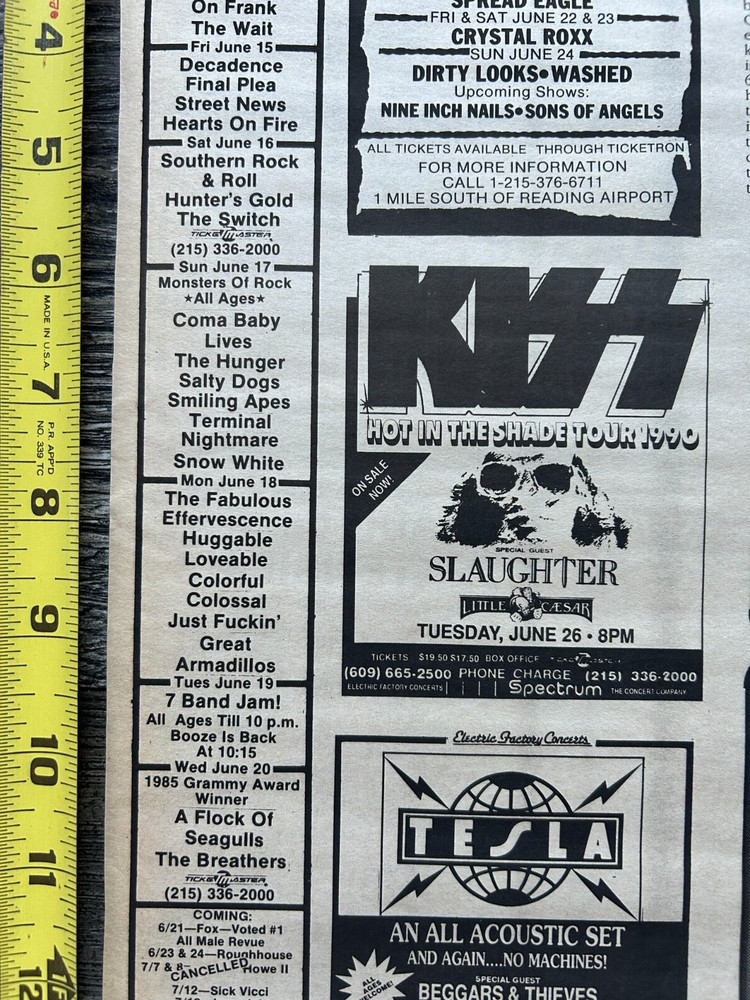 4
5
6
MADE IN U.S.A.
7
P.R. APP'D
NO. 339 TC
8
9
10
11
12
On Frank
The Wait
Fri June 15
Decadence
Final Plea
Street News
Hearts On Fire
Sat June 16
Southern Rock
& Roll
Hunter's Gold
The Switch
TICKETMASTER
(215) 336-2000
Sun June 17
Monsters Of Rock
★All Ages★
Coma Baby
Lives
The Hunger
Salty Dogs
Smiling Apes
Terminal
Nightmare
Snow White
Mon June 18
The Fabulous
Effervescence
Huggable
Loveable
Colorful
Colossal
Just Fuckin'
Great
Armadillos
Tues June 19
7 Band Jam!
All Ages Till 10 p.m.
Booze Is Back
At 10:15
Wed June 20
1985 Grammy Award
Winner
A Flock Of
Seagulls
The Breathers
TICKETMASTER
(215) 336-2000
COMING:
6/21—Fox—Voted #1
All Male Revue
6/23 & 24—Roughhouse
7/7 & 8—CANCELLED Howe II
7/12—Sick Vicci
SPREAD EAGLE
FRI & SAT JUNE 22 & 23
CRYSTAL ROXX
SUN JUNE 24
DIRTY LOOKS•WASHED
Upcoming Shows:
NINE INCH NAILS•SONS OF ANGELS
ALL TICKETS AVAILABLE THROUGH TICKETRON
FOR MORE INFORMATION
CALL 1-215-376-6711
1 MILE SOUTH OF READING AIRPORT
KISS
HOT IN THE SHADE TOUR 1990
ON SALE
NOW!
SPECIAL GUEST
SLAUGHTER
LITTLE CÆSAR
TUESDAY, JUNE 26 • 8PM
TICKETS $19.50 $17.50 BOX OFFICE TICKETMASTER
(609) 665-2500 PHONE CHARGE (215) 336-2000
ELECTRIC FACTORY CONCERTS Spectrum THE CONCERT COMPANY
Electric Factory Concerts
TESLA
AN ALL ACOUSTIC SET
AND AGAIN....NO MACHINES!
ALL
AGES
WELCOME!
SPECIAL GUEST
BEGGARS & THIEVES